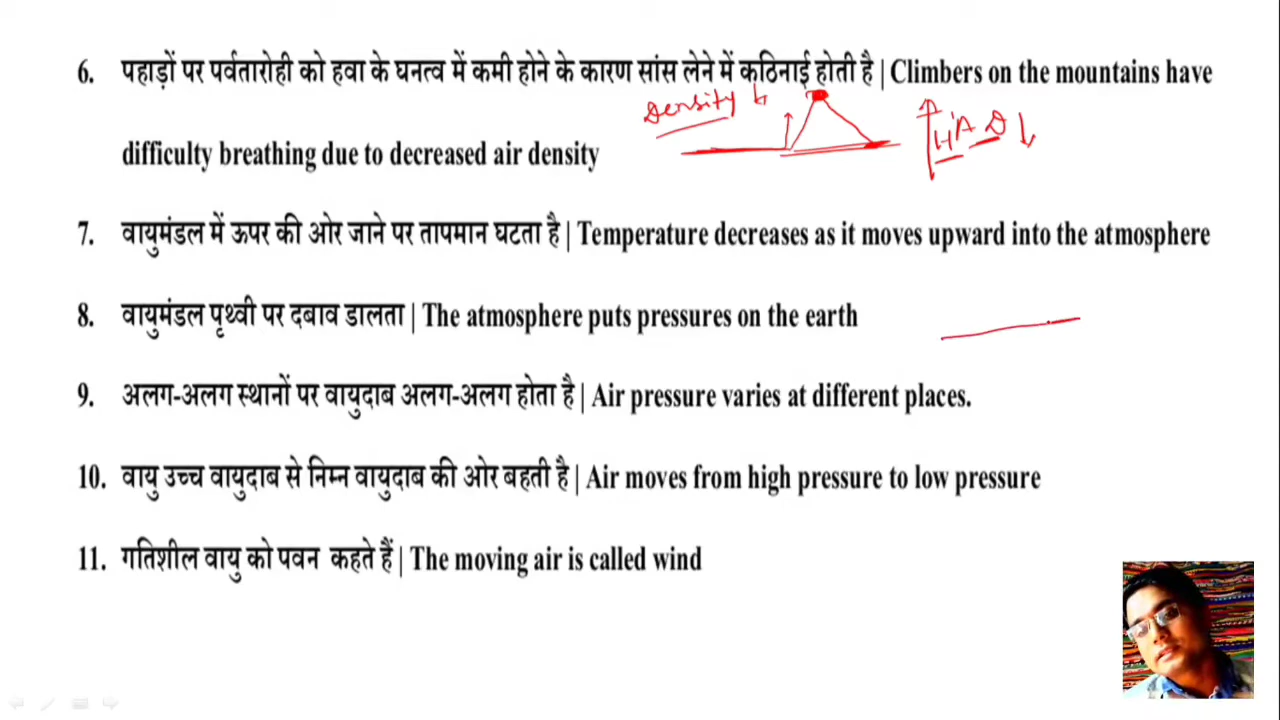 6. पहाड़ों पर पर्वतारोही को हवा के घनत्व में कमी होने के कारण सांस लेने में कठिनाई होती है | Climbers on the mountains have
Density ↓
↑ H A D ↓
difficulty breathing due to decreased air density
7. वायुमंडल में ऊपर की ओर जाने पर तापमान घटता है | Temperature decreases as it moves upward into the atmosphere
8. वायुमंडल पृथ्वी पर दबाव डालता | The atmosphere puts pressures on the earth
9. अलग-अलग स्थानों पर वायुदाब अलग-अलग होता है | Air pressure varies at different places.
10. वायु उच्च वायुदाब से निम्न वायुदाब की ओर बहती है | Air moves from high pressure to low pressure
11. गतिशील वायु को पवन कहते हैं | The moving air is called wind